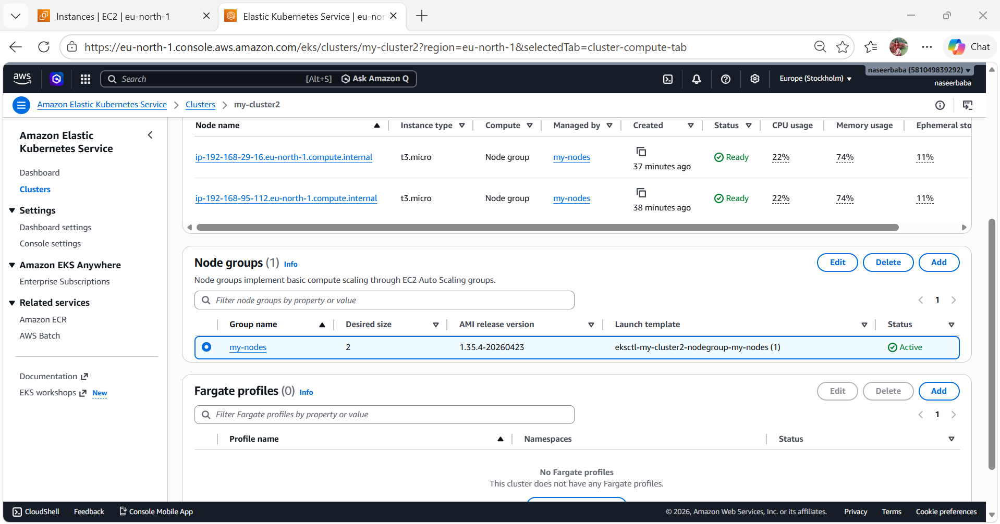 Instances | EC2 | eu-north-1
Elastic Kubernetes Service | eu-nor
https://eu-north-1.console.aws.amazon.com/eks/clusters/my-cluster2?region=eu-north-1&selectedTab=cluster-compute-tab
Chat
aws
Search [Alt+S] Ask Amazon Q
Europe (Stockholm)
naseerbaba (581049839292)
naseerbaba
Amazon Elastic Kubernetes Service
Clusters
my-cluster2
Amazon Elastic
Kubernetes Service
Dashboard
Clusters
Settings
Dashboard settings
Console settings
Amazon EKS Anywhere
Enterprise Subscriptions
Related services
Amazon ECR
AWS Batch
Documentation
EKS workshops New
Node name Instance type Compute Managed by Created Status CPU usage Memory usage Ephemeral sto
ip-192-168-29-16.eu-north-1.compute.internal t3.micro Node group my-nodes 37 minutes ago Ready 22% 74% 11%
ip-192-168-95-112.eu-north-1.compute.internal t3.micro Node group my-nodes 38 minutes ago Ready 22% 74% 11%
Node groups (1) Info
Edit Delete Add
Node groups implement basic compute scaling through EC2 Auto Scaling groups.
Filter node groups by property or value
1
Group name Desired size AMI release version Launch template Status
my-nodes 2 1.35.4-20260423 eksctl-my-cluster2-nodegroup-my-nodes (1) Active
Fargate profiles (0) Info
Edit Delete Add
Filter Fargate profiles by property or value
1
Profile name Namespaces Status
No Fargate profiles
This cluster does not have any Fargate profiles.
CloudShell Feedback Console Mobile App © 2026, Amazon Web Services, Inc. or its affiliates. Privacy Terms Cookie preferences